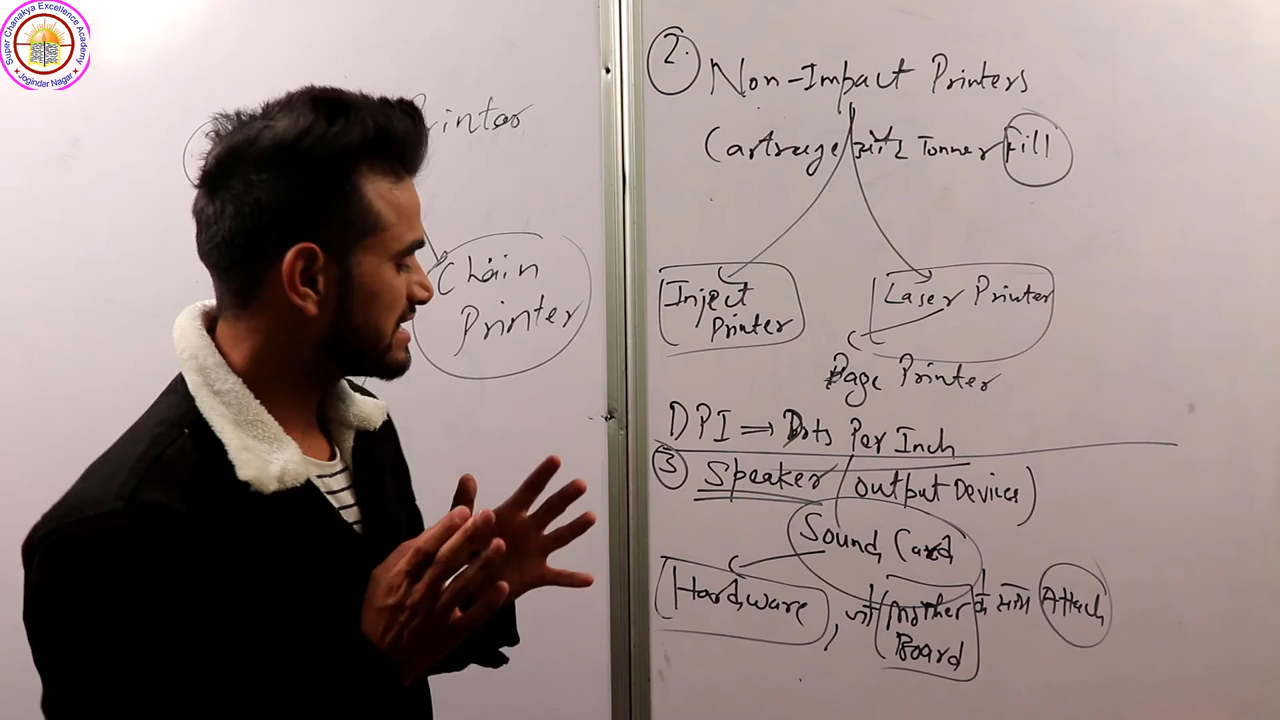 Super Chanakya Excellence Academy
Joginder Nagar
Printer
Chain
Printer
2.
Non-Impact Printers
Cartrage और Tonner Fill
Inject
Printer
Laser Printer
Page Printer
DPI ⇒ Dots Per Inch
3 Speaker (output Devices)
Sound Card
Hardware, जो Mother के साथ Attach
Board